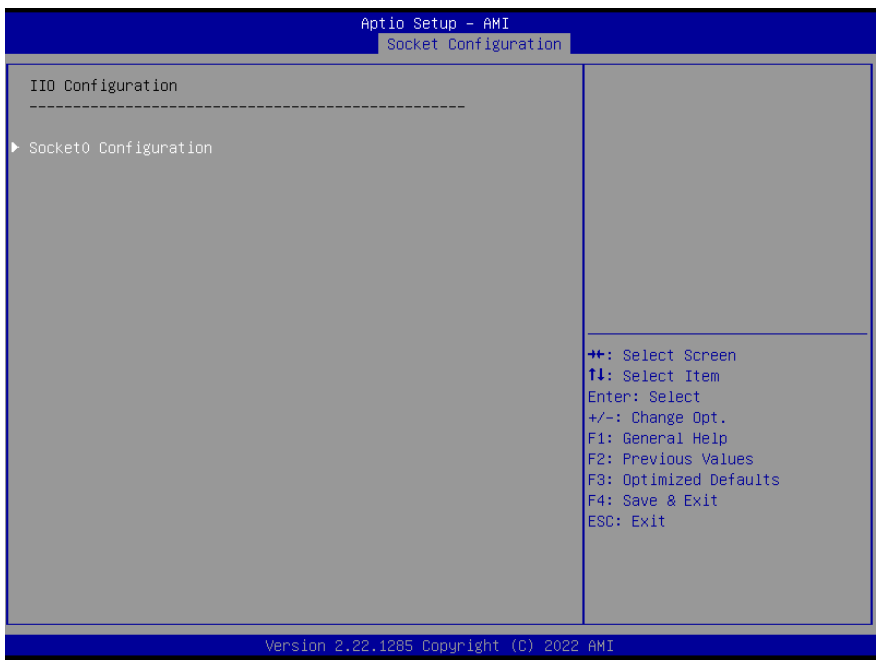 Aptio Setup – AMI
Socket Configuration
IIO Configuration
--------------------------------------------------
▶ Socket0 Configuration
→←: Select Screen
↑↓: Select Item
Enter: Select
+/-: Change Opt.
F1: General Help
F2: Previous Values
F3: Optimized Defaults
F4: Save & Exit
ESC: Exit
Version 2.22.1285 Copyright (C) 2022 AMI